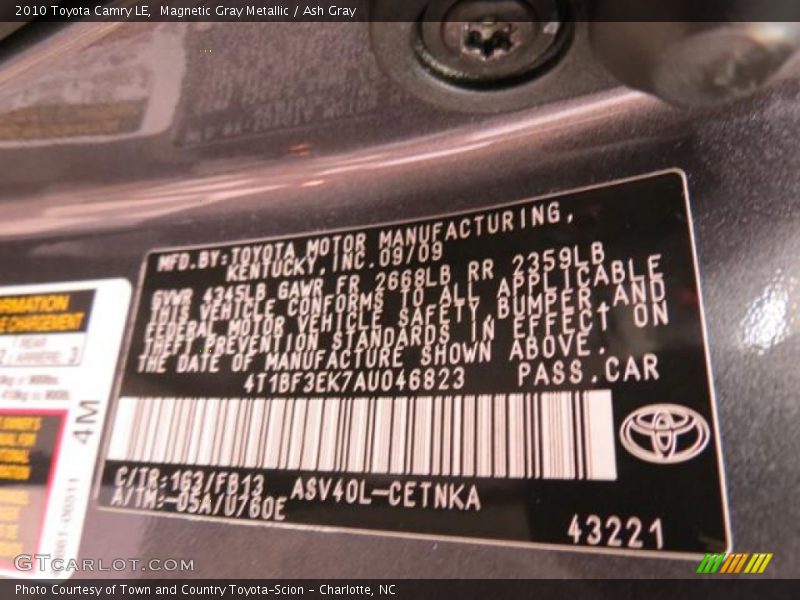 2010 Toyota Camry LE, Magnetic Gray Metallic / Ash Gray
MFD.BY:TOYOTA MOTOR MANUFACTURING,
KENTUCKY,INC.09/09
GVWR 4345LB GAWR FR 2668LB RR 2359LB
THIS VEHICLE CONFORMS TO ALL APPLICABLE
FEDERAL MOTOR VEHICLE SAFETY,BUMPER,AND
THEFT PREVENTION STANDARDS IN EFFECT ON
THE DATE OF MANUFACTURE SHOWN ABOVE.
4T1BF3EK7AU046823 PASS.CAR
C/TR:1G3/FB13 ASV40L-CETNKA
A/TM:-05A/U760E
43221
4M
GTCARLOT.COM
Photo Courtesy of Town and Country Toyota-Scion - Charlotte, NC